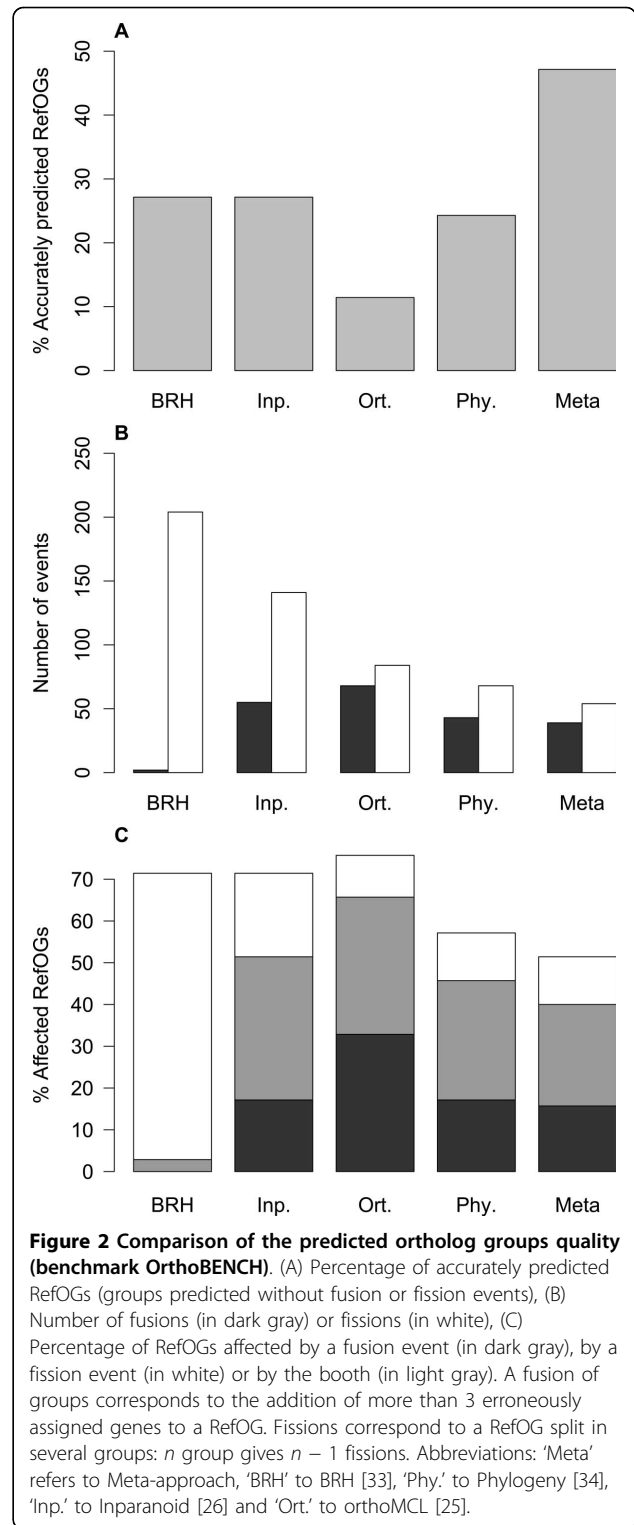 A
% Accurately predicted RefOGs
50
40
30
20
10
0
BRH Inp. Ort. Phy. Meta
B
Number of events
250
200
150
100
50
0
BRH Inp. Ort. Phy. Meta
C
% Affected RefOGs
70
60
50
40
30
20
10
0
BRH Inp. Ort. Phy. Meta
Figure 2 Comparison of the predicted ortholog groups quality
(benchmark OrthoBENCH). (A) Percentage of accurately predicted
RefOGs (groups predicted without fusion or fission events), (B)
Number of fusions (in dark gray) or fissions (in white), (C)
Percentage of RefOGs affected by a fusion event (in dark gray), by a
fission event (in white) or by the booth (in light gray). A fusion of
groups corresponds to the addition of more than 3 erroneously
assigned genes to a RefOG. Fissions correspond to a RefOG split in
several groups: n group gives n − 1 fissions. Abbreviations: ‘Meta’
refers to Meta-approach, ‘BRH’ to BRH [33], ‘Phy.’ to Phylogeny [34],
‘Inp.’ to Inparanoid [26] and ‘Ort.’ to orthoMCL [25].